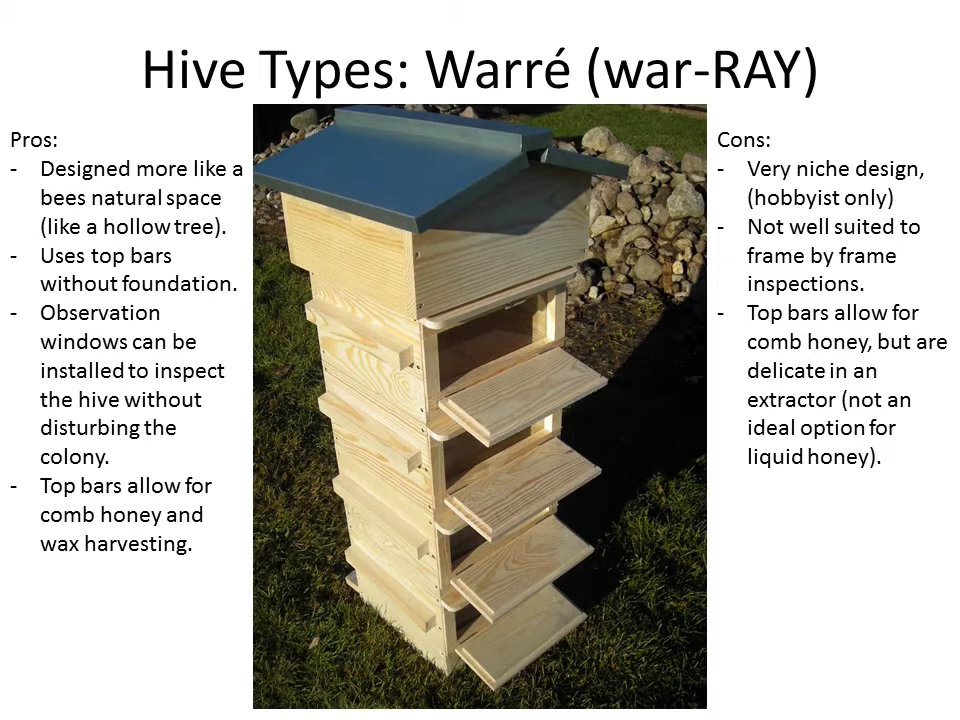 Hive Types: Warré (war-RAY)
Pros:
- Designed more like a
bees natural space
(like a hollow tree).
- Uses top bars
without foundation.
- Observation
windows can be
installed to inspect
the hive without
disturbing the
colony.
- Top bars allow for
comb honey and
wax harvesting.
Cons:
- Very niche design,
(hobbyist only)
- Not well suited to
frame by frame
inspections.
- Top bars allow for
comb honey, but are
delicate in an
extractor (not an
ideal option for
liquid honey).